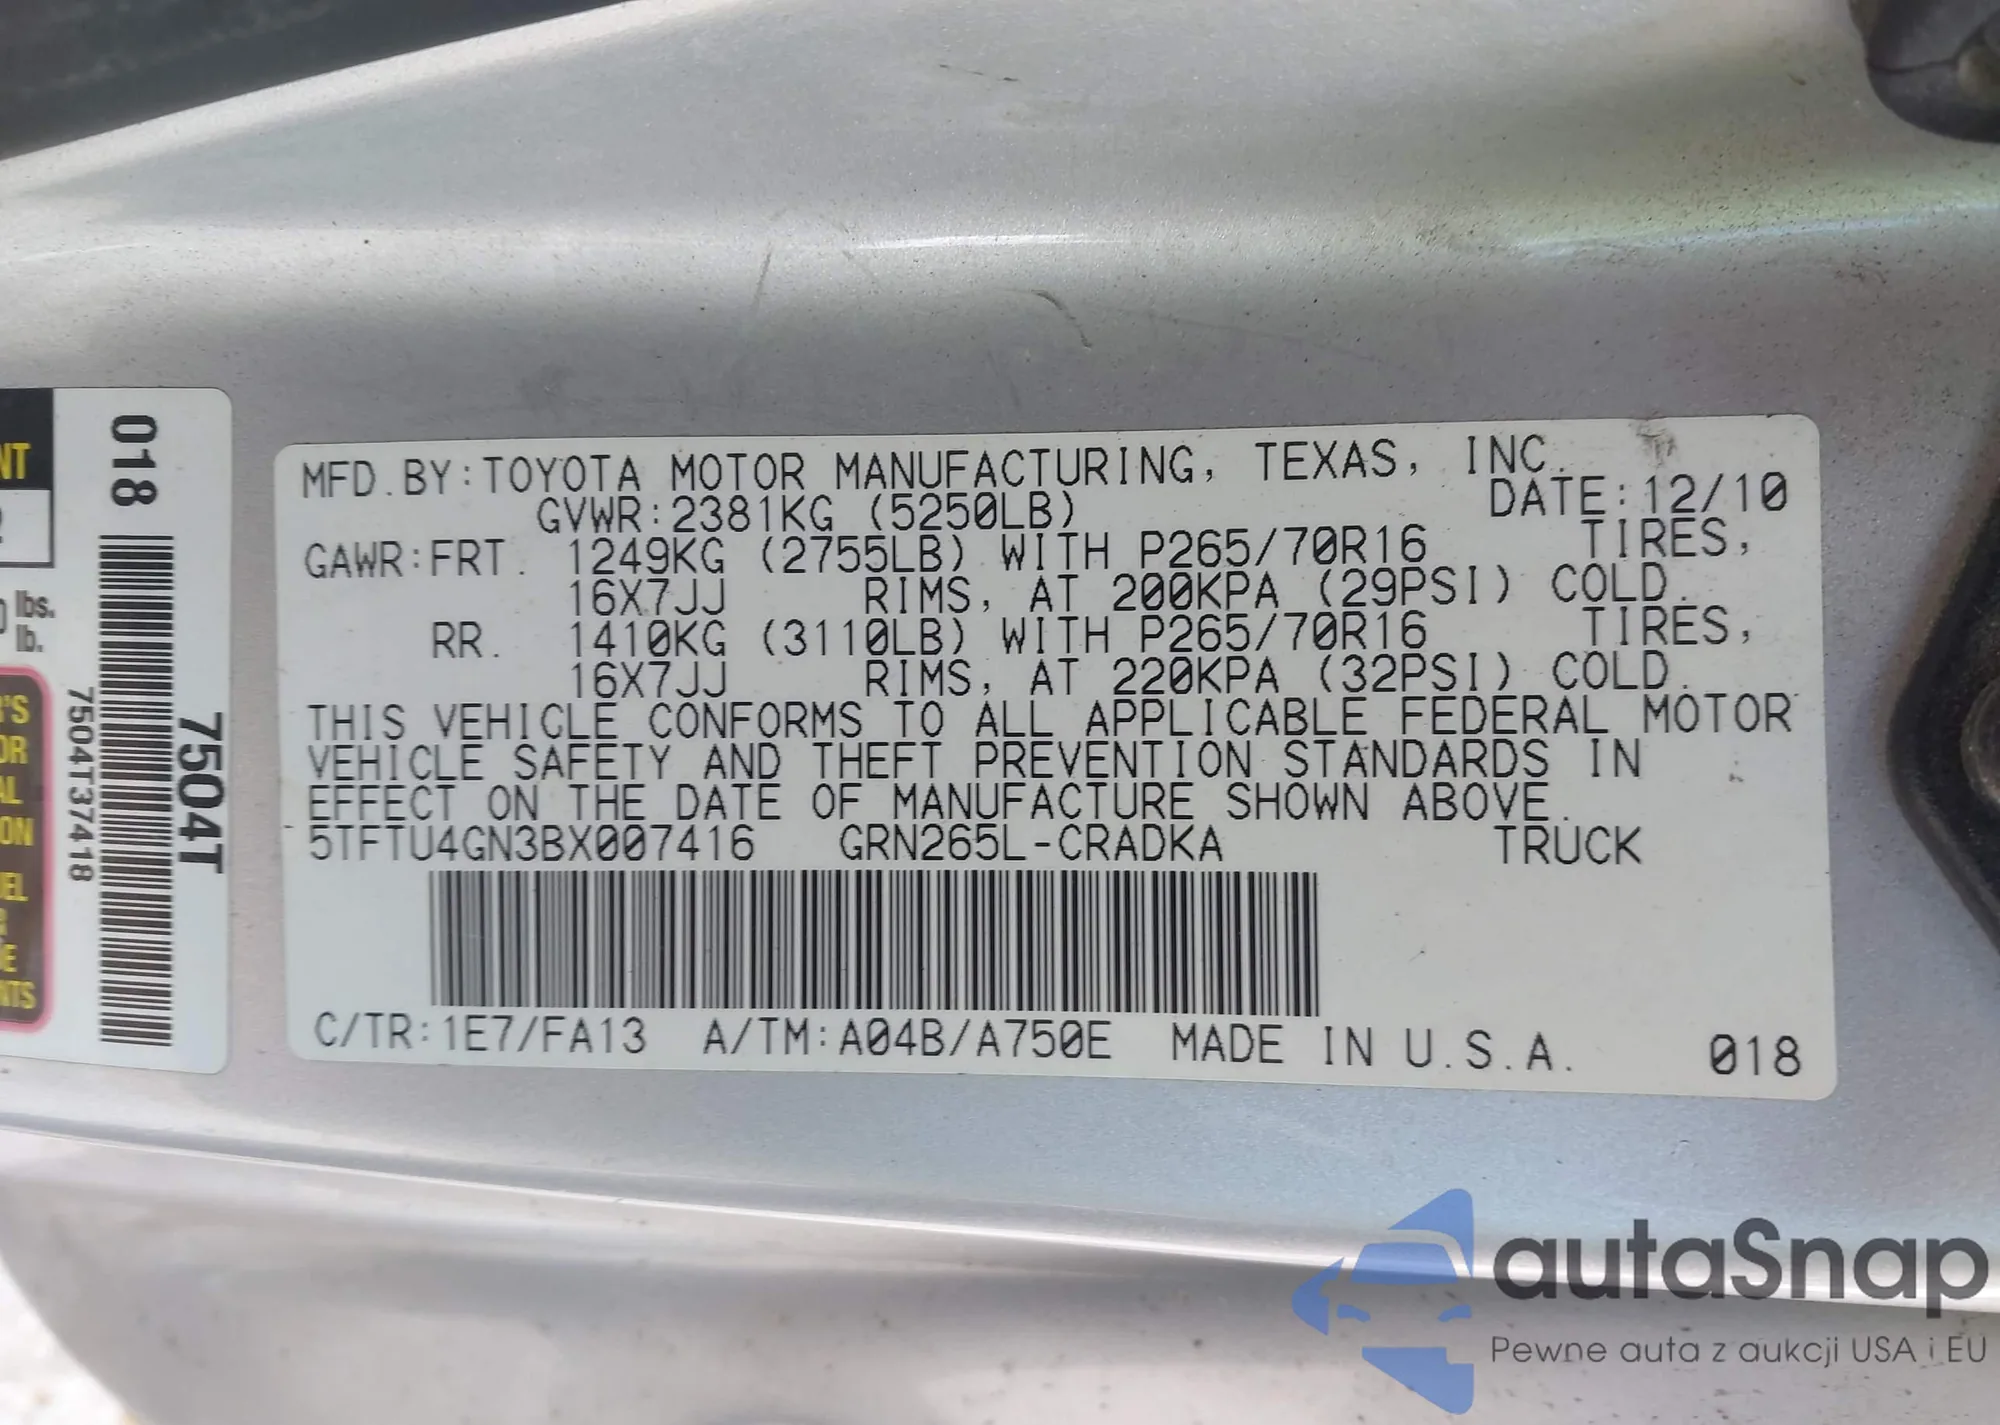 MFD.BY:TOYOTA MOTOR MANUFACTURING, TEXAS, INC.
GVWR:2381KG (5250LB) DATE:12/10
GAWR:FRT. 1249KG (2755LB) WITH P265/70R16 TIRES,
16X7JJ RIMS, AT 200KPA (29PSI) COLD.
RR. 1410KG (3110LB) WITH P265/70R16 TIRES,
16X7JJ RIMS, AT 220KPA (32PSI) COLD.
THIS VEHICLE CONFORMS TO ALL APPLICABLE FEDERAL MOTOR
VEHICLE SAFETY AND THEFT PREVENTION STANDARDS IN
EFFECT ON THE DATE OF MANUFACTURE SHOWN ABOVE.
5TFTU4GN3BX007416 GRN265L-CRADKA TRUCK
C/TR:1E7/FA13 A/TM:A04B/A750E MADE IN U.S.A. 018
018
7504T
7504T37418
lbs.
lb.
autaSnap
Pewne auta z aukcji USA i EU